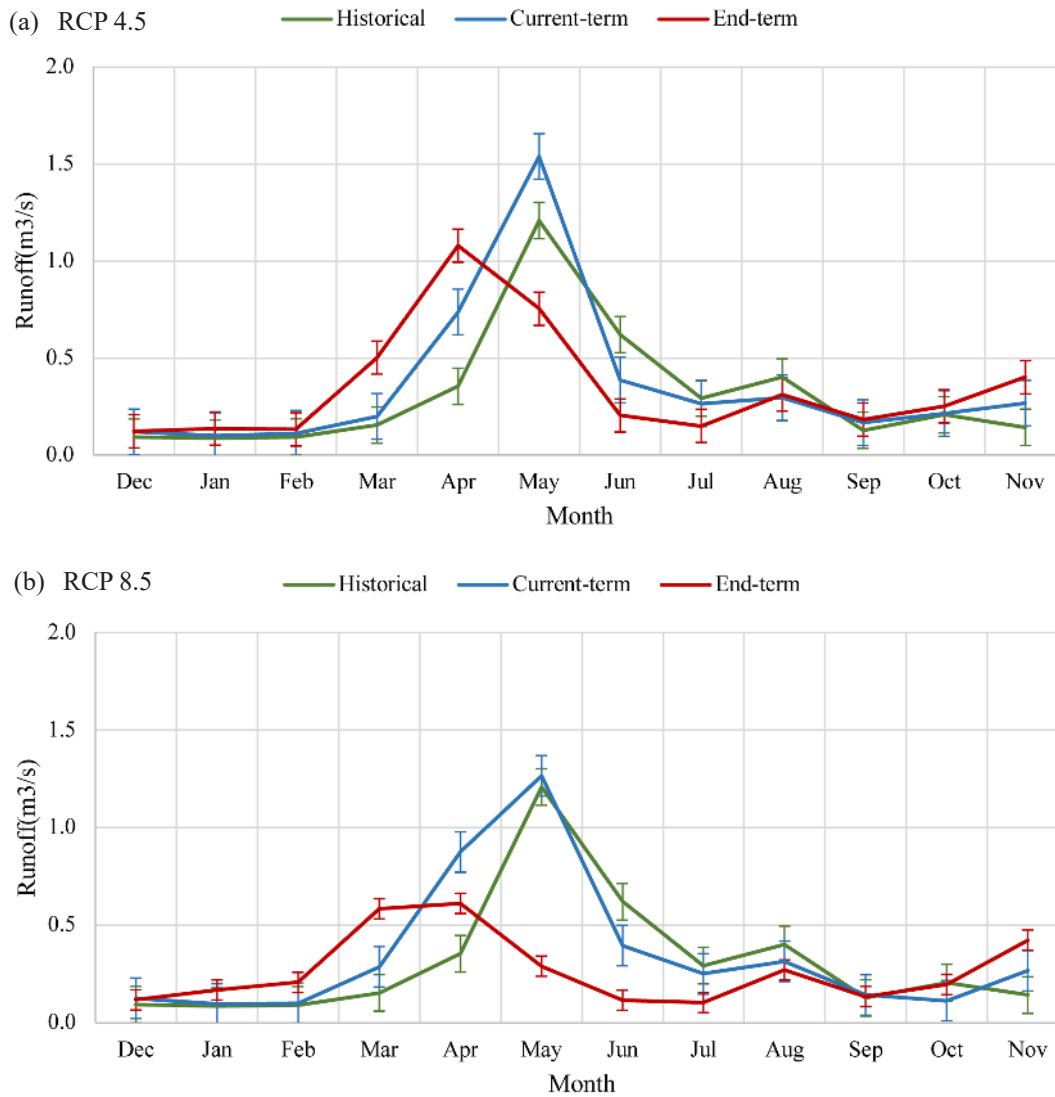 (a) RCP 4.5
Historical Current-term End-term
2.0
1.5
1.0
0.5
0.0
Runoff(m3/s)
Dec Jan Feb Mar Apr May Jun Jul Aug Sep Oct Nov
Month
(b) RCP 8.5
Historical Current-term End-term
2.0
1.5
1.0
0.5
0.0
Runoff(m3/s)
Dec Jan Feb Mar Apr May Jun Jul Aug Sep Oct Nov
Month